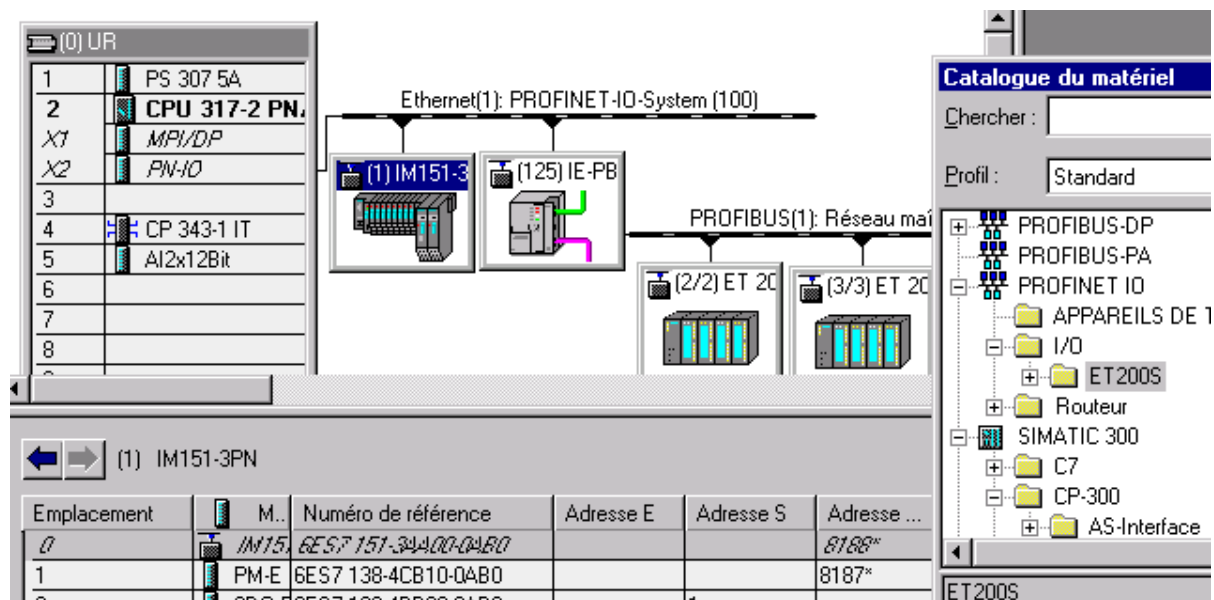 (0) UR
1 PS 307 5A
2 CPU 317-2 PN
X1 MPI/DP
X2 PN-IO
3
4 CP 343-1 IT
5 AI2x12Bit
6
7
8
Ethernet(1): PROFINET-IO-System (100)
(1) IM151-3
(125) IE-PB
PROFIBUS(1): Réseau maî
(2/2) ET 20
(3/3) ET 20
Catalogue du matériel
Chercher :
Profil : Standard
PROFIBUS-DP
PROFIBUS-PA
PROFINET IO
APPAREILS DE T
I/O
ET200S
Routeur
SIMATIC 300
C7
CP-300
AS-Interface
ET200S
(1) IM151-3PN
Emplacement M.. Numéro de référence Adresse E Adresse S Adresse ...
0 IM15 6ES7 151-3AA00-0AB0 8188*
1 PM-E 6ES7 138-4CB10-0AB0 8187*